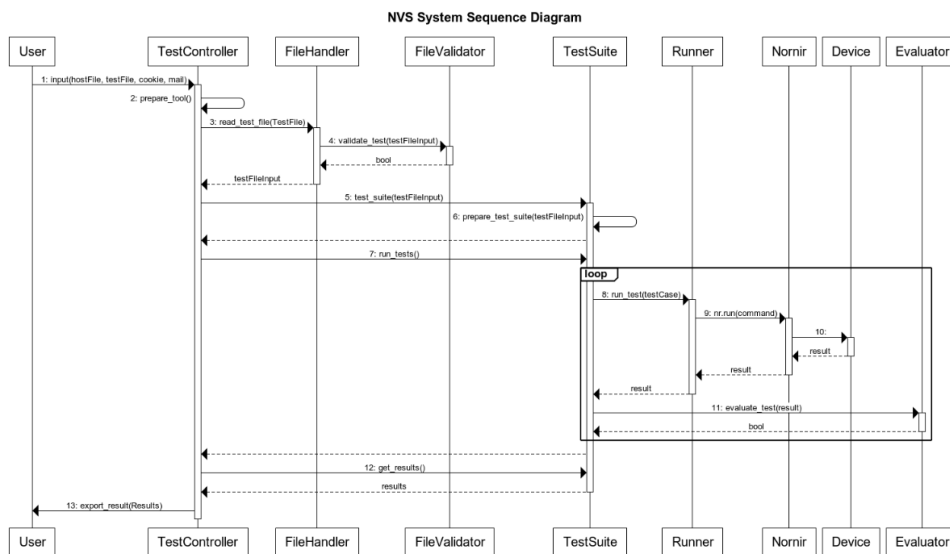 NVS System Sequence Diagram
User TestController FileHandler FileValidator TestSuite Runner Nornir Device Evaluator
1: input(hostFile, testFile, cookie, mail)
2: prepare_tool()
3: read_test_file(TestFile)
4: validate_test(testFileInput)
bool
testFileInput
5: test_suite(testFileInput)
6: prepare_test_suite(testFileInput)
7: run_tests()
loop
8: run_test(testCase)
9: nr.run(command)
10:
result
result
result
11: evaluate_test(result)
bool
12: get_results()
results
13: export_result(Results)
User TestController FileHandler FileValidator TestSuite Runner Nornir Device Evaluator